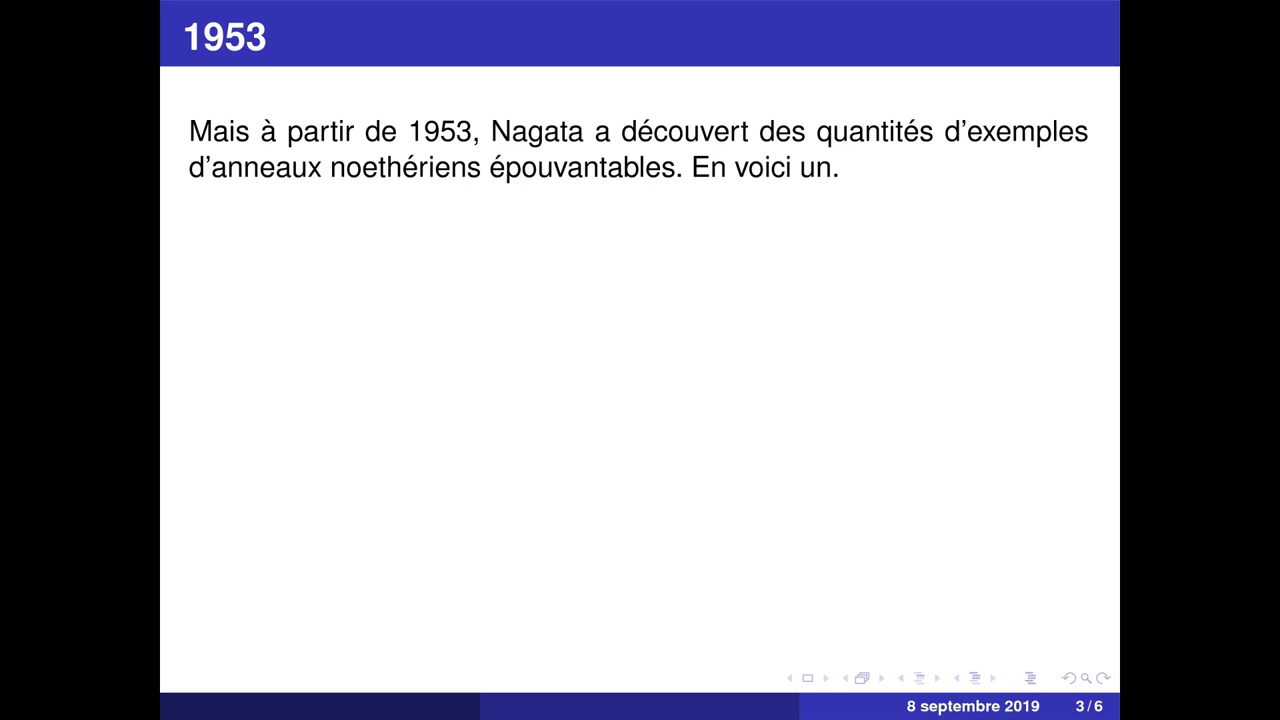 1953
Mais à partir de 1953, Nagata a découvert des quantités d'exemples
d'anneaux noethériens épouvantables. En voici un.
8 septembre 2019 3 / 6